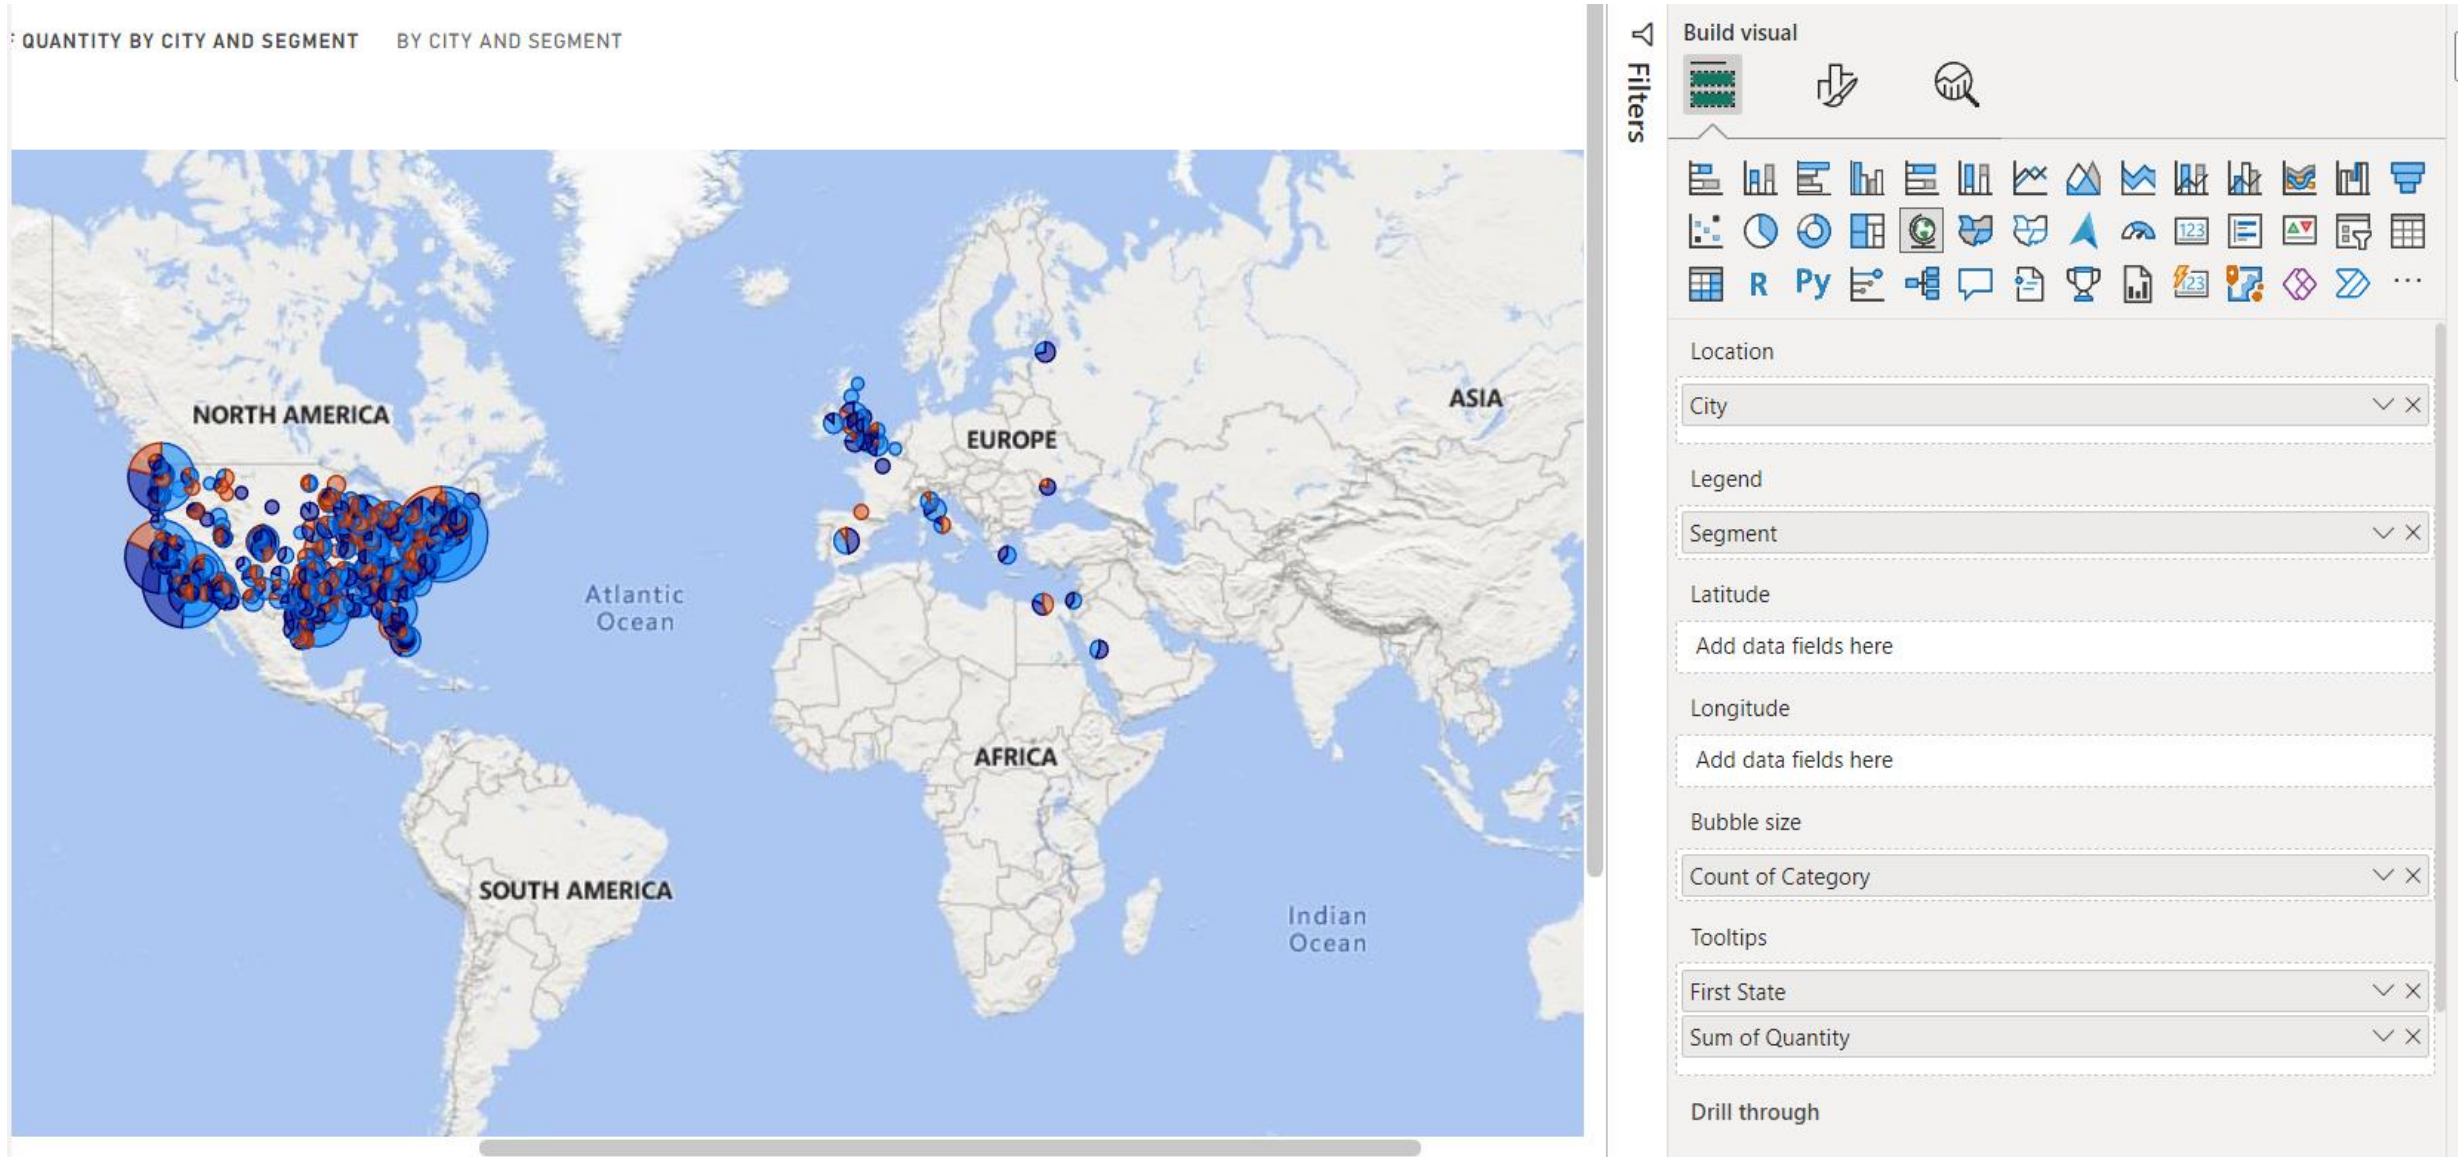 QUANTITY BY CITY AND SEGMENT
BY CITY AND SEGMENT
NORTH AMERICA
EUROPE
ASIA
Atlantic
Ocean
AFRICA
SOUTH AMERICA
Indian
Ocean
Filters
Build visual
123
R
Py
123
Location
City
Legend
Segment
Latitude
Add data fields here
Longitude
Add data fields here
Bubble size
Count of Category
Tooltips
First State
Sum of Quantity
Drill through